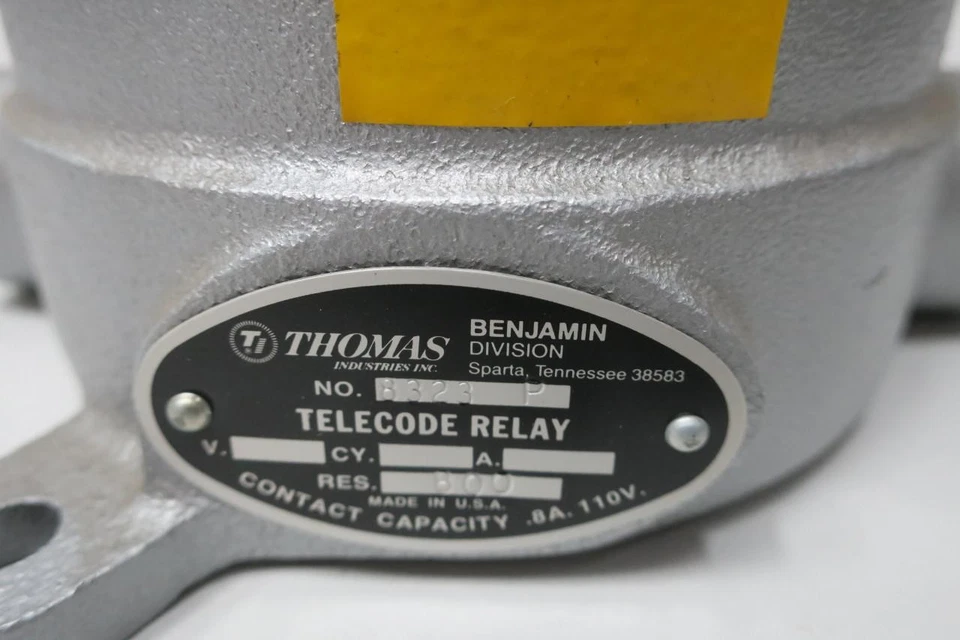 Ti THOMAS
INDUSTRIES INC.
BENJAMIN
DIVISION
Sparta, Tennessee 38583
NO. 8323 P
TELECODE RELAY
V. CY. A.
RES. 800
MADE IN U.S.A.
CONTACT CAPACITY .8A. 110V.